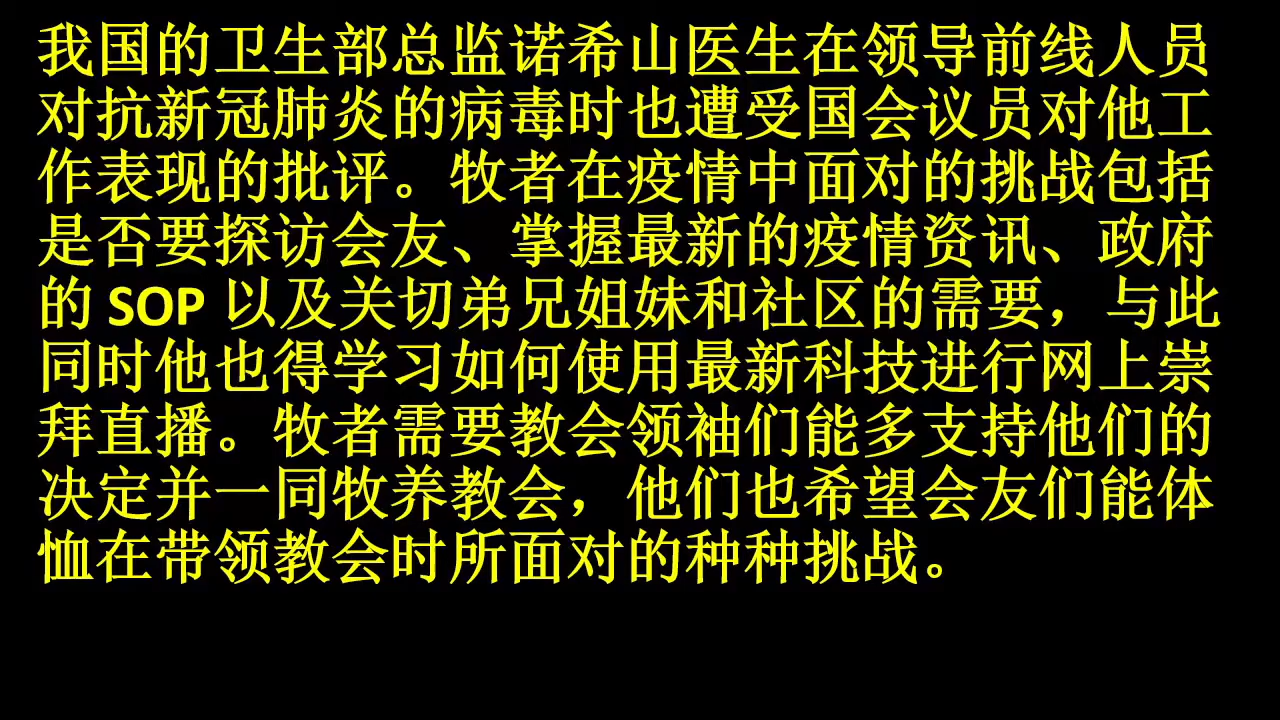 我国的卫生部总监诺希山医生在领导前线人员
对抗新冠肺炎的病毒时也遭受国会议员对他工
作表现的批评。牧者在疫情中面对的挑战包括
是否要探访会友、掌握最新的疫情资讯、政府
的 SOP 以及关切弟兄姐妹和社区的需要，与此
同时他也得学习如何使用最新科技进行网上崇
拜直播。牧者需要教会领袖们能多支持他们的
决定并一同牧养教会，他们也希望会友们能体
恤在带领教会时所面对的种种挑战。